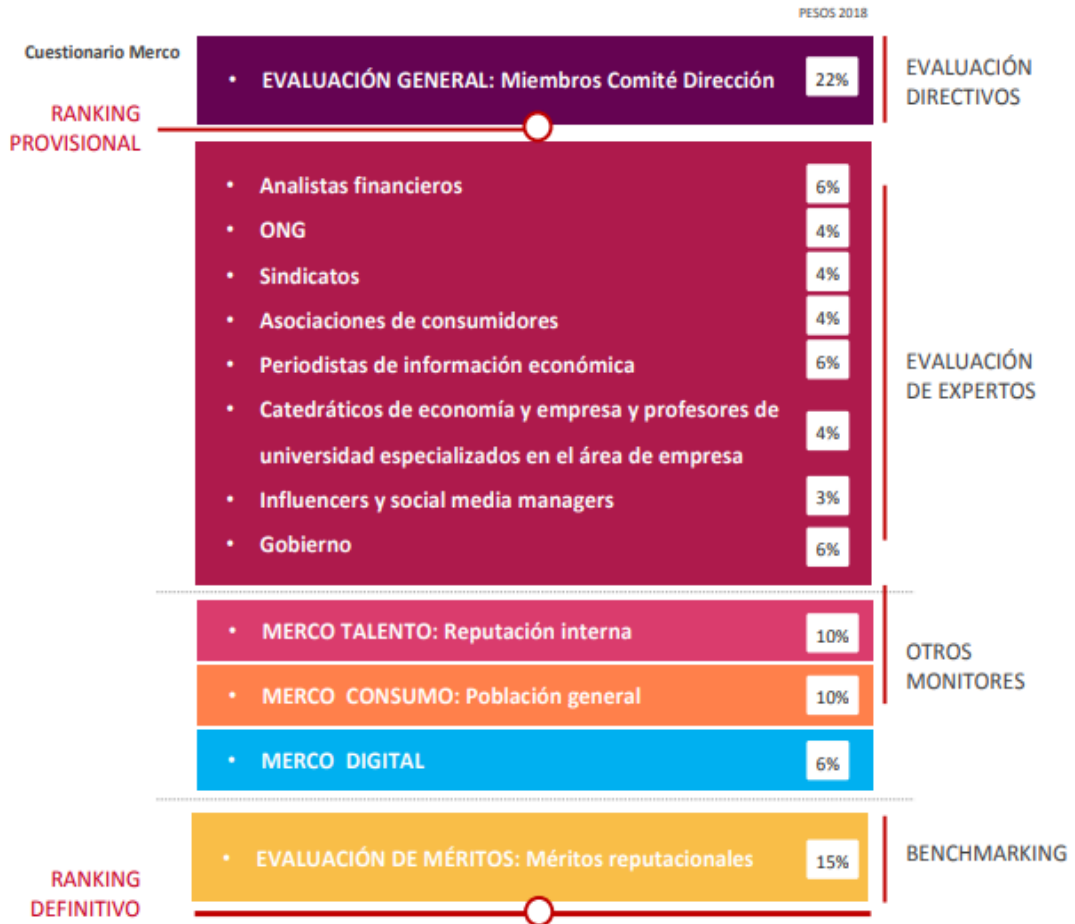 PESOS 2018
Cuestionario Merco
• EVALUACIÓN GENERAL: Miembros Comité Dirección 22%
EVALUACIÓN
DIRECTIVOS
RANKING
PROVISIONAL
• Analistas financieros 6%
• ONG 4%
• Sindicatos 4%
• Asociaciones de consumidores 4%
• Periodistas de información económica 6%
• Catedráticos de economía y empresa y profesores de
universidad especializados en el área de empresa
4%
• Influencers y social media managers 3%
• Gobierno 6%
EVALUACIÓN
DE EXPERTOS
• MERCO TALENTO: Reputación interna 10%
• MERCO CONSUMO: Población general 10%
• MERCO DIGITAL 6%
OTROS
MONITORES
• EVALUACIÓN DE MÉRITOS: Méritos reputacionales 15%
BENCHMARKING
RANKING
DEFINITIVO